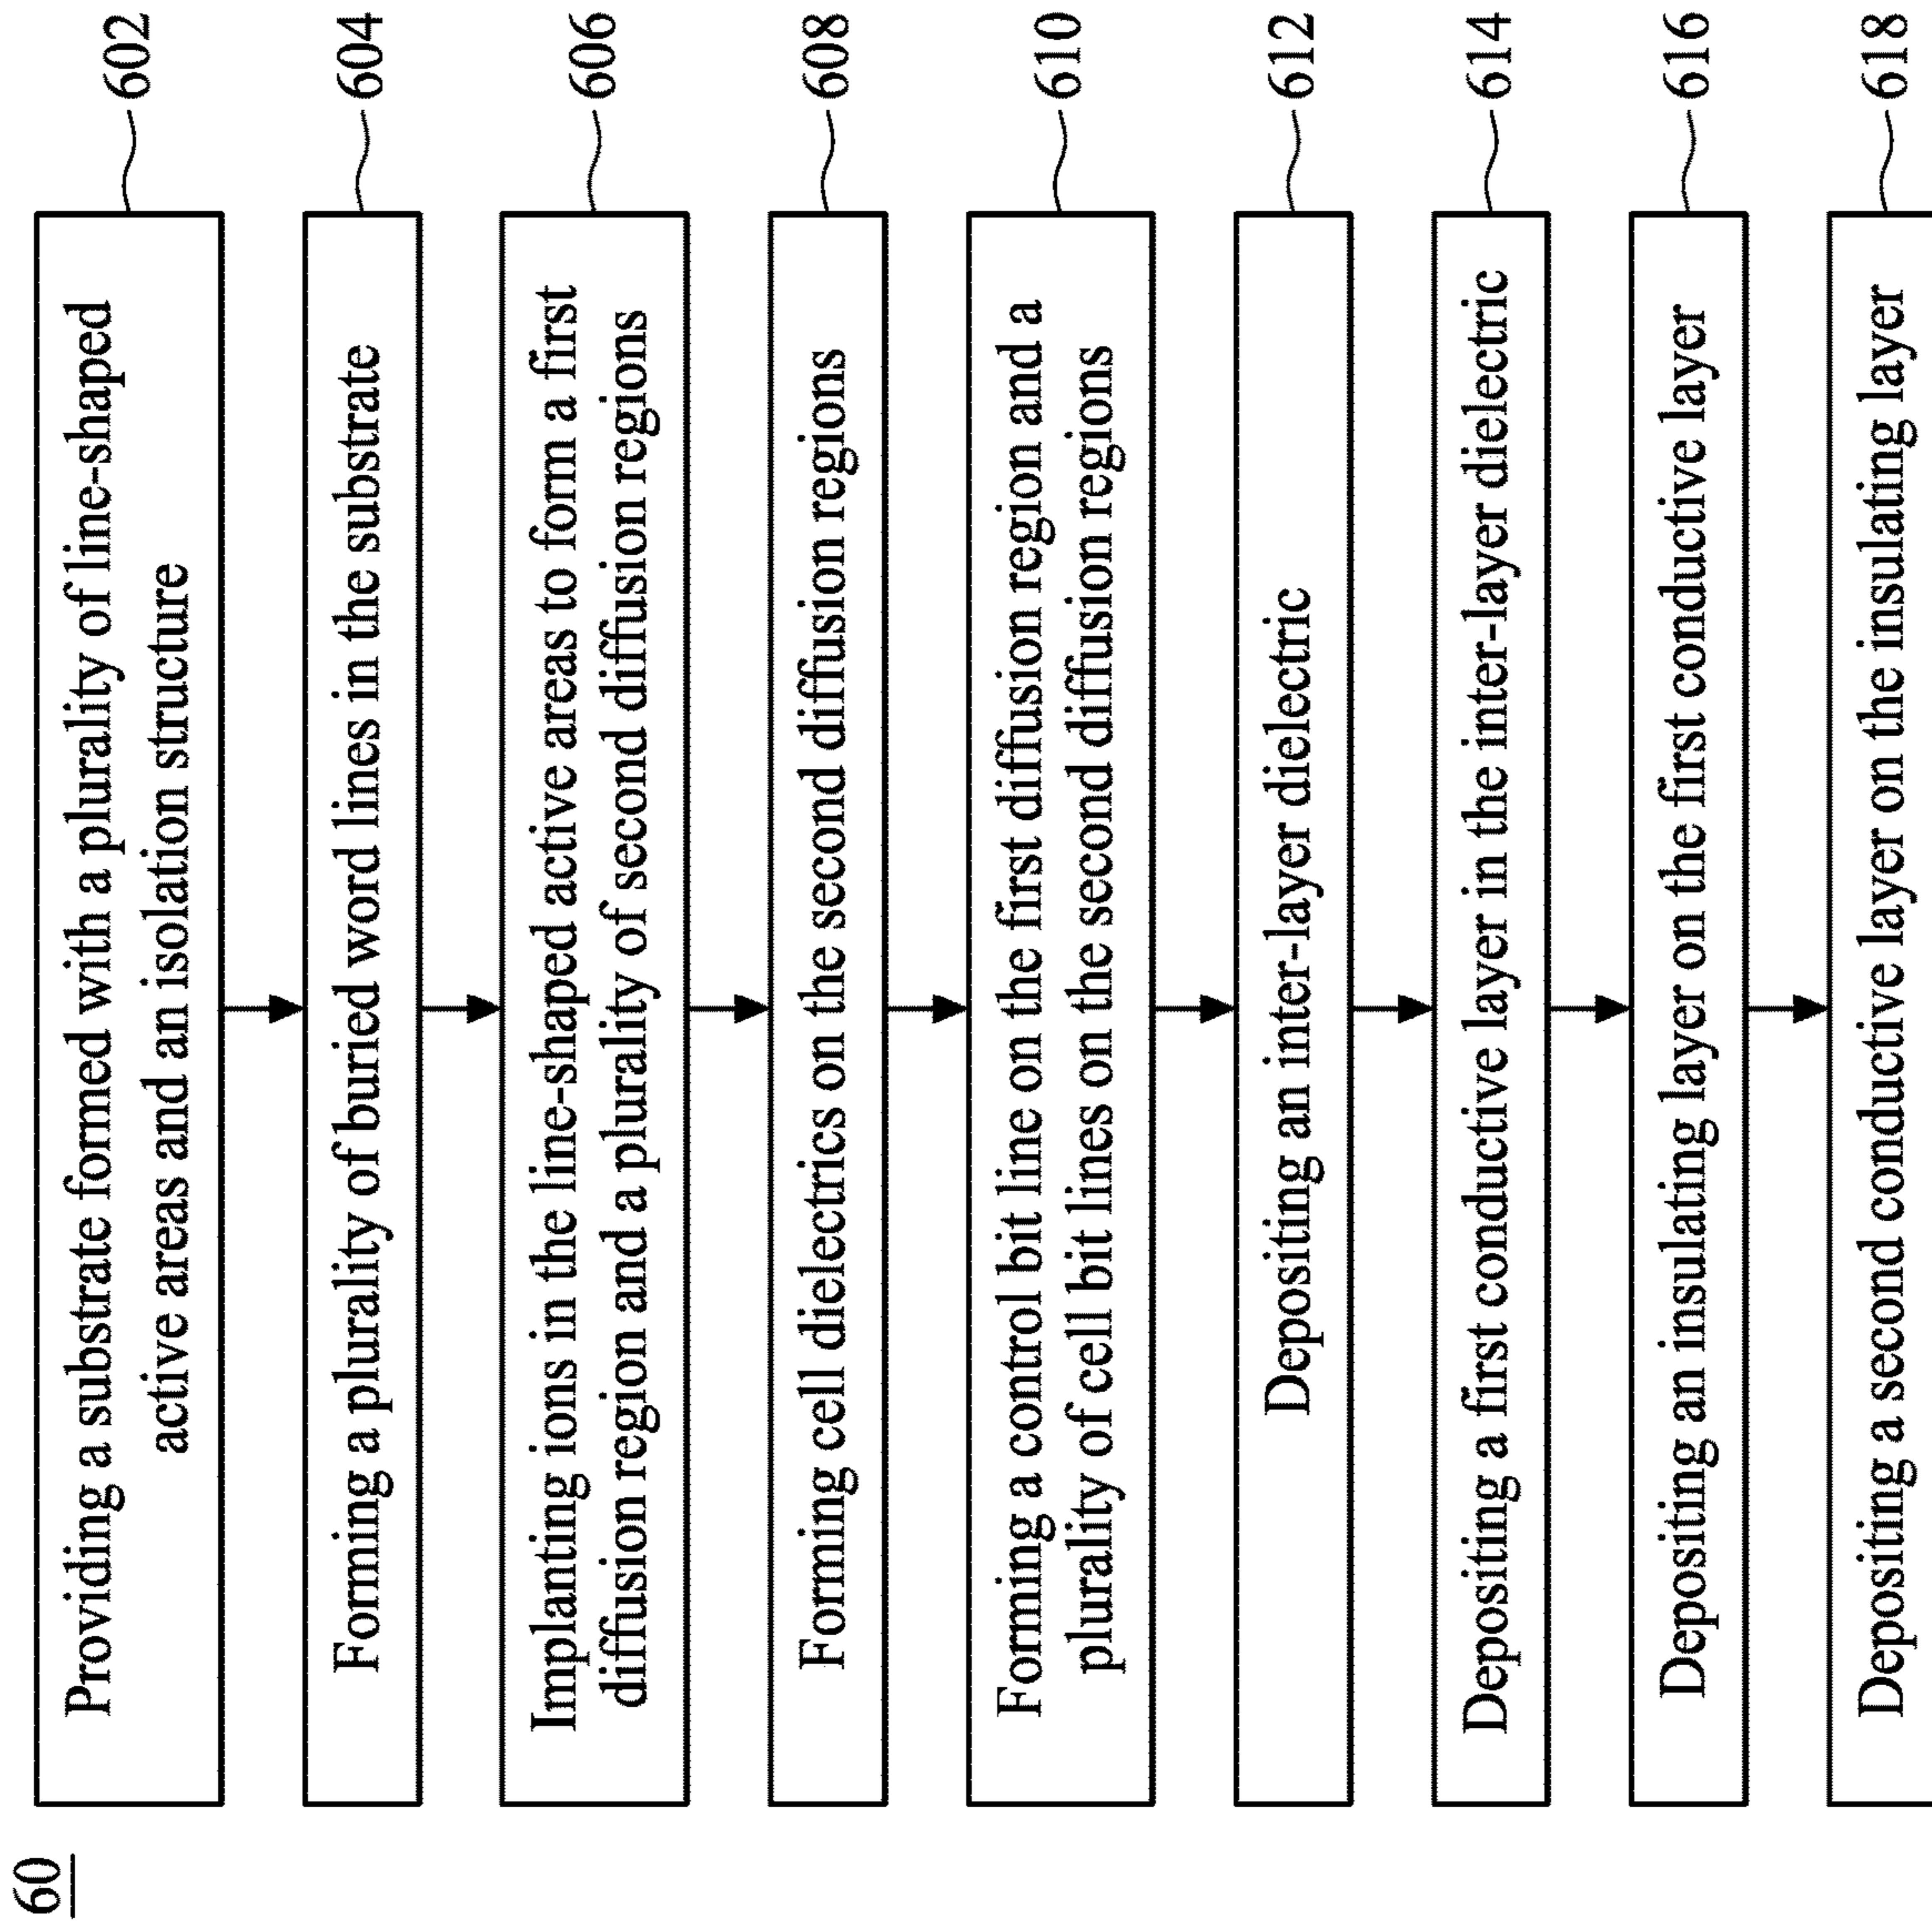 60
Providing a substrate formed with a plurality of line-shaped
active areas and an isolation structure
602
Forming a plurality of buried word lines in the substrate
604
Implanting ions in the line-shaped active areas to form a first
diffusion region and a plurality of second diffusion regions
606
Forming cell dielectrics on the second diffusion regions
608
Forming a control bit line on the first diffusion region and a
plurality of cell bit lines on the second diffusion regions
610
Depositing an inter-layer dielectric
612
Depositing a first conductive layer in the inter-layer dielectric
614
Depositing an insulating layer on the first conductive layer
616
Depositing a second conductive layer on the insulating layer
618